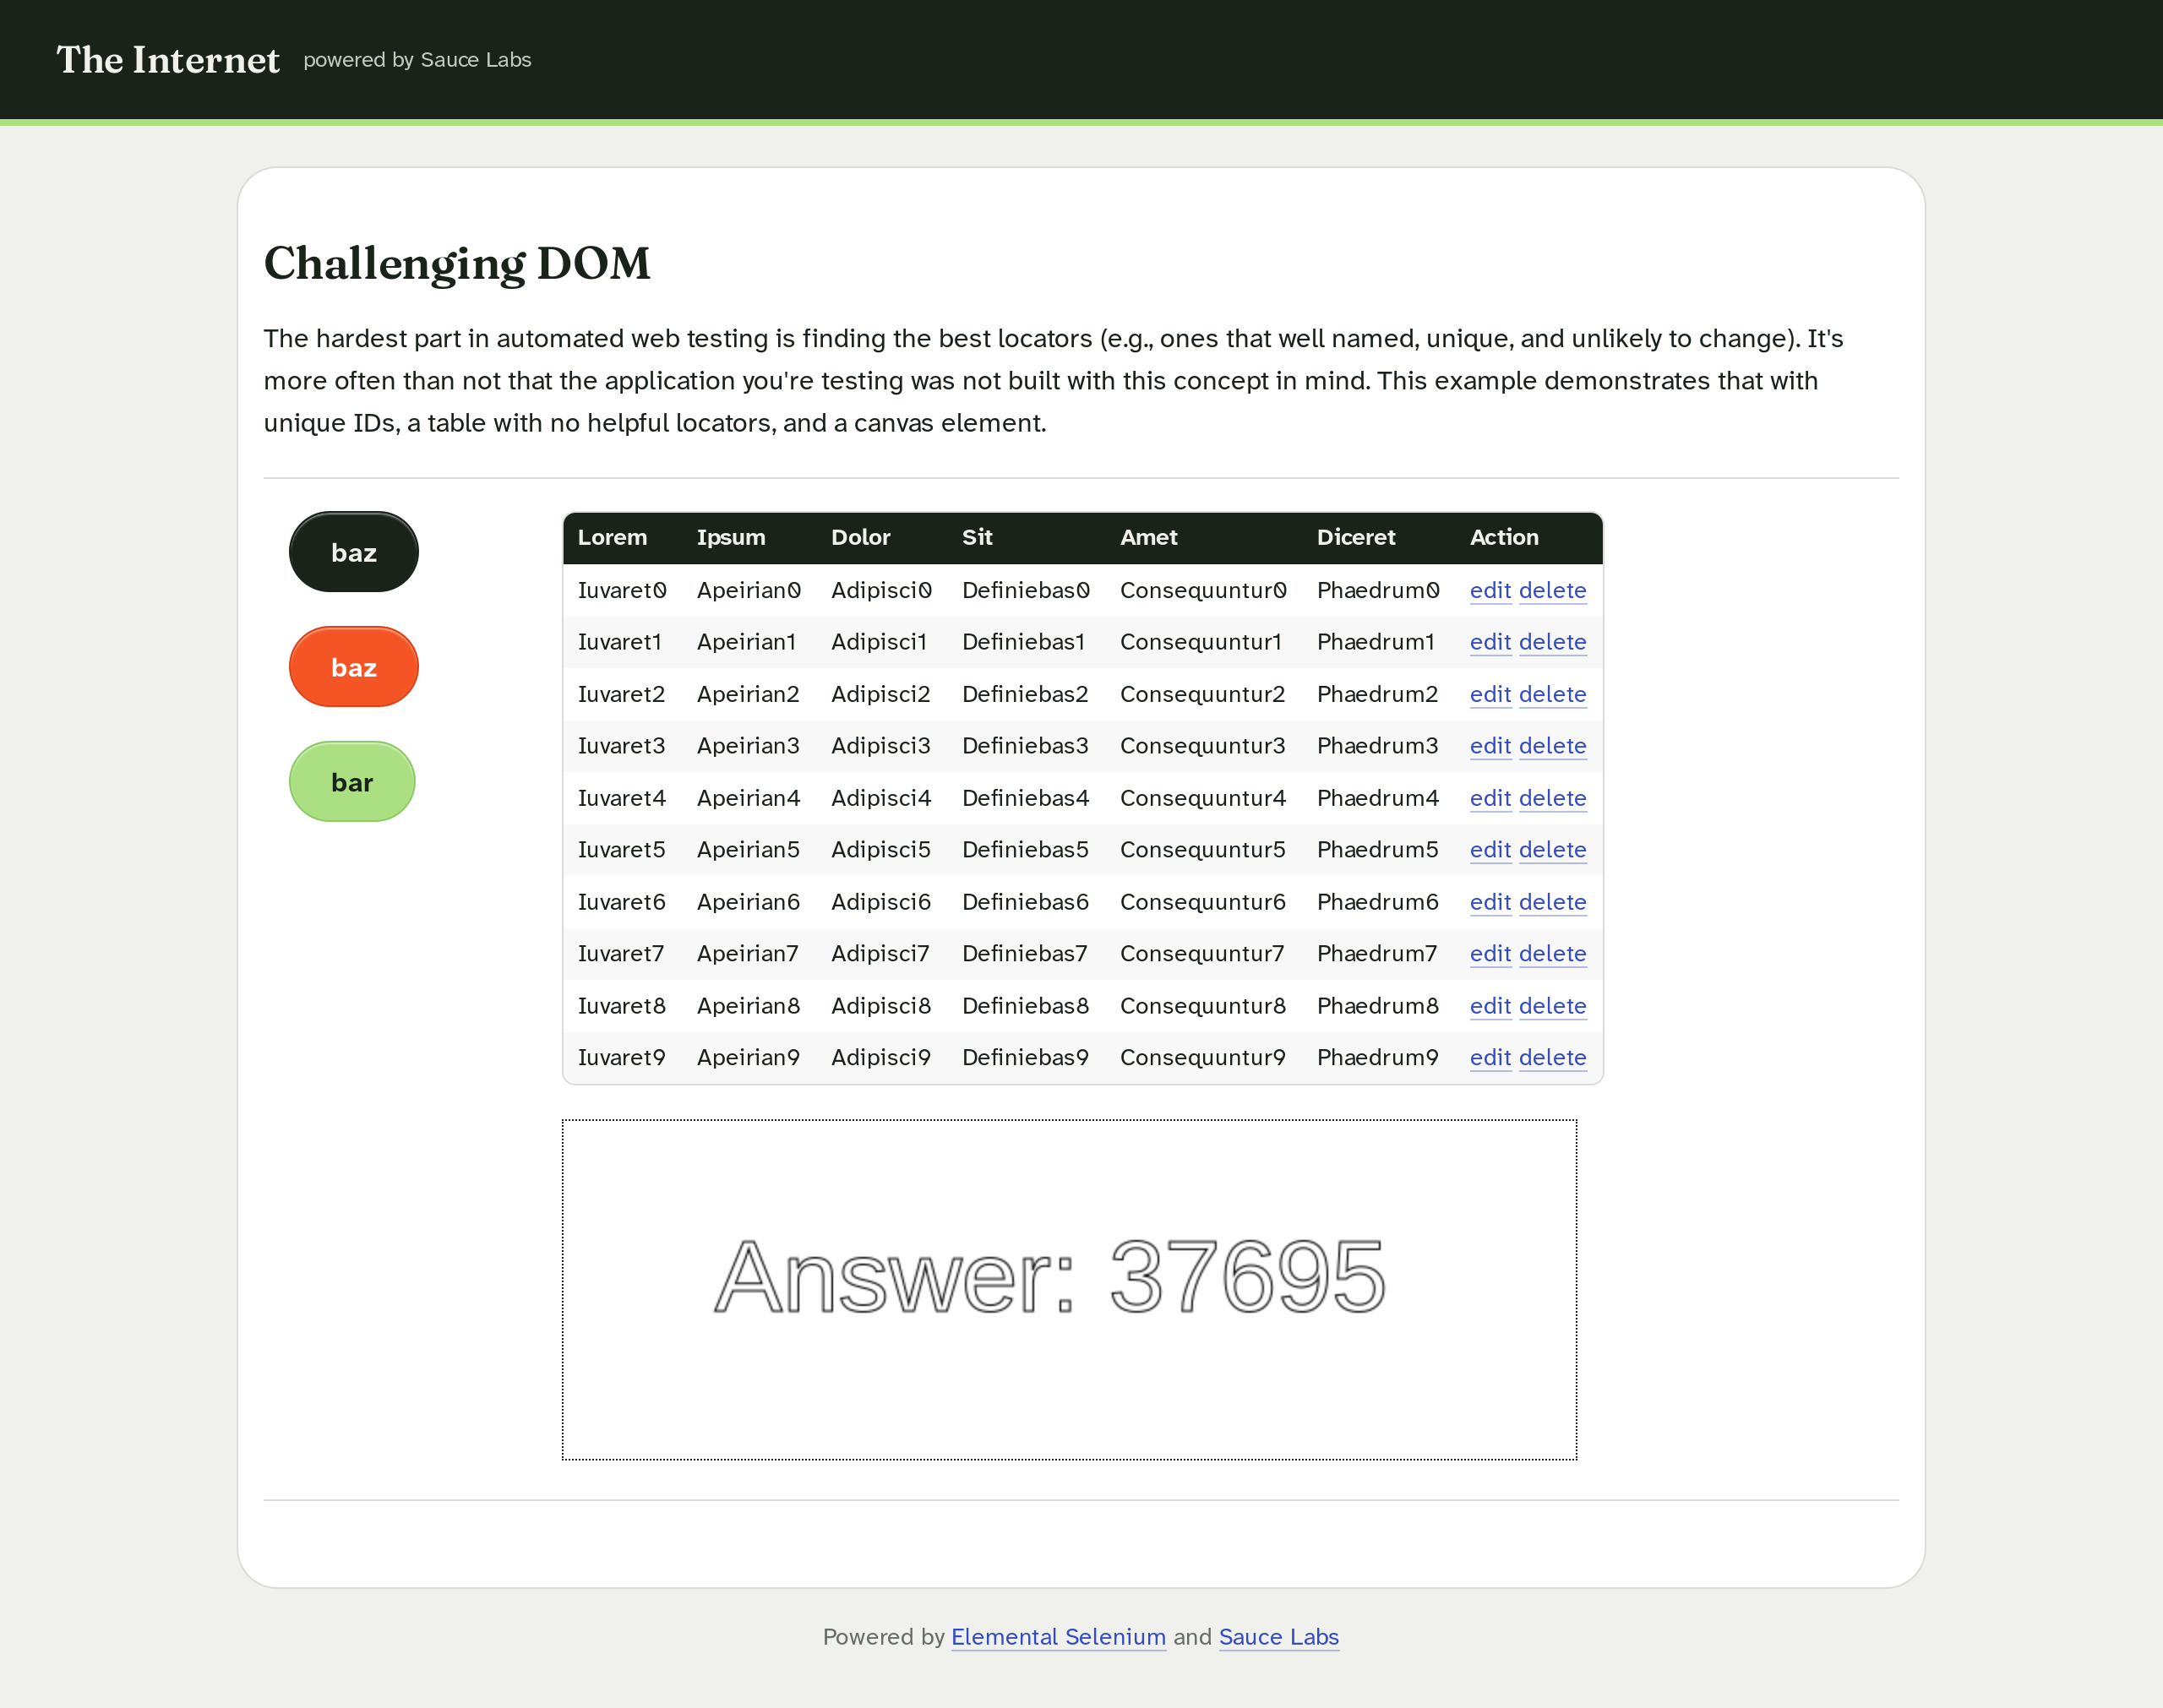 The Internet powered by Sauce Labs
Challenging DOM
The hardest part in automated web testing is finding the best locators (e.g., ones that well named, unique, and unlikely to change). It's
more often than not that the application you're testing was not built with this concept in mind. This example demonstrates that with
unique IDs, a table with no helpful locators, and a canvas element.
baz
baz
bar
Lorem Ipsum Dolor Sit Amet Diceret Action
Iuvaret0 Apeirian0 Adipisci0 Definiebas0 Consequuntur0 Phaedrum0 edit delete
Iuvaret1 Apeirian1 Adipisci1 Definiebas1 Consequuntur1 Phaedrum1 edit delete
Iuvaret2 Apeirian2 Adipisci2 Definiebas2 Consequuntur2 Phaedrum2 edit delete
Iuvaret3 Apeirian3 Adipisci3 Definiebas3 Consequuntur3 Phaedrum3 edit delete
Iuvaret4 Apeirian4 Adipisci4 Definiebas4 Consequuntur4 Phaedrum4 edit delete
Iuvaret5 Apeirian5 Adipisci5 Definiebas5 Consequuntur5 Phaedrum5 edit delete
Iuvaret6 Apeirian6 Adipisci6 Definiebas6 Consequuntur6 Phaedrum6 edit delete
Iuvaret7 Apeirian7 Adipisci7 Definiebas7 Consequuntur7 Phaedrum7 edit delete
Iuvaret8 Apeirian8 Adipisci8 Definiebas8 Consequuntur8 Phaedrum8 edit delete
Iuvaret9 Apeirian9 Adipisci9 Definiebas9 Consequuntur9 Phaedrum9 edit delete
Answer: 37695
Powered by Elemental Selenium and Sauce Labs